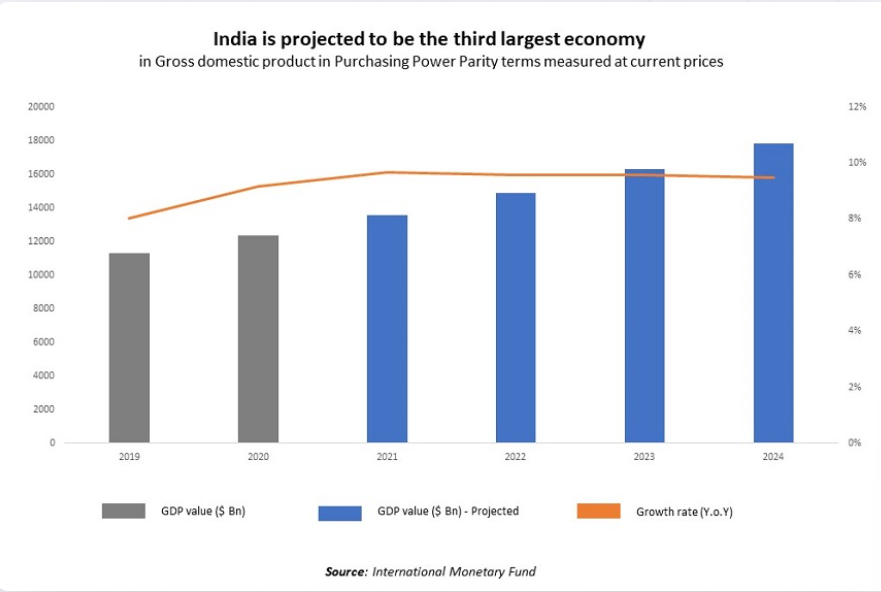 India is projected to be the third largest economy
in Gross domestic product in Purchasing Power Parity terms measured at current prices
20000 12%
18000
16000 10%
14000
12000 8%
10000 6%
8000
6000 4%
4000 2%
2000
0 0%
2019 2020 2021 2022 2023 2024
GDP value ($ Bn) GDP value ($ Bn) - Projected Growth rate (Y.o.Y)
Source: International Monetary Fund